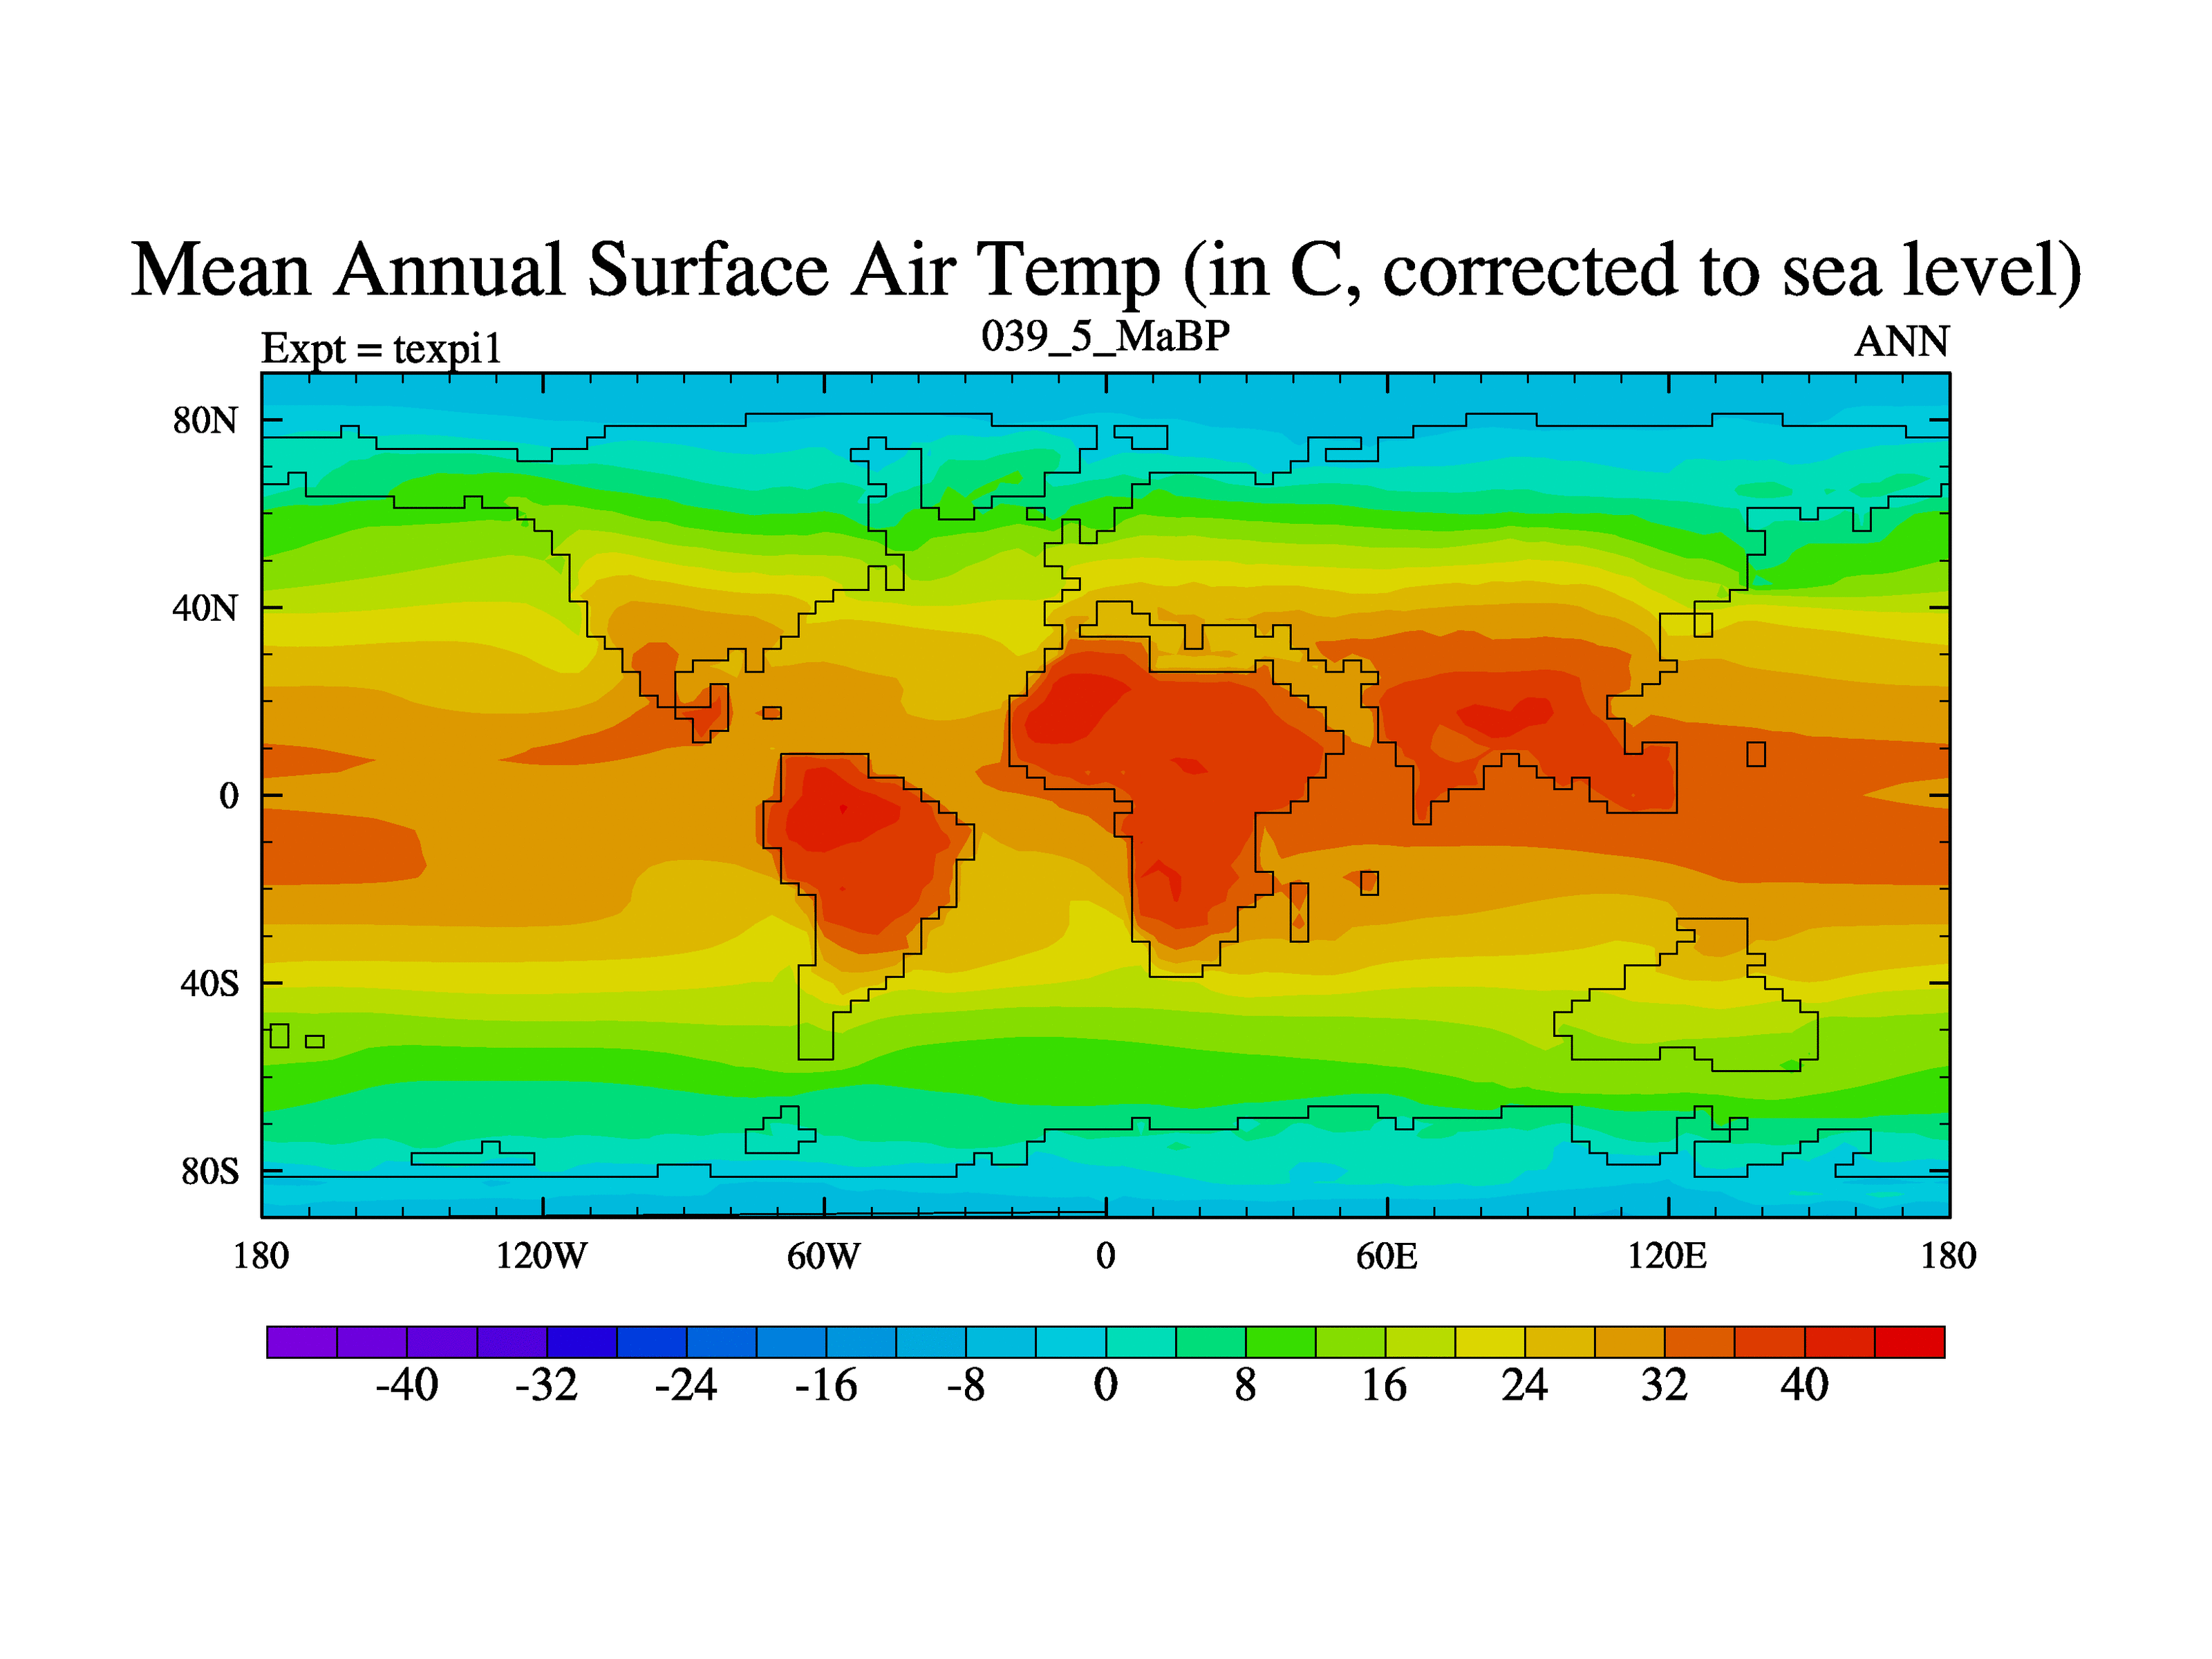 Mean Annual Surface Air Temp (in C, corrected to sea level)
Expt = texpi1 039_5_MaBP ANN
80N
40N
0
40S
80S
180 120W 60W 0 60E 120E 180
-40 -32 -24 -16 -8 0 8 16 24 32 40